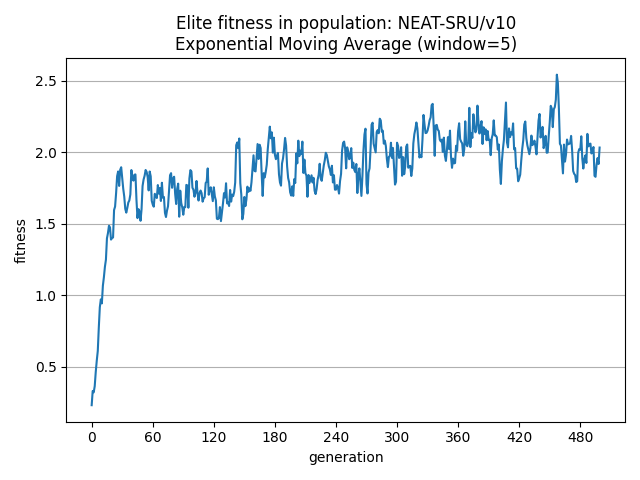 Elite fitness in population: NEAT-SRU/v10
Exponential Moving Average (window=5)
fitness
2.5
2.0
1.5
1.0
0.5
0 60 120 180 240 300 360 420 480
generation